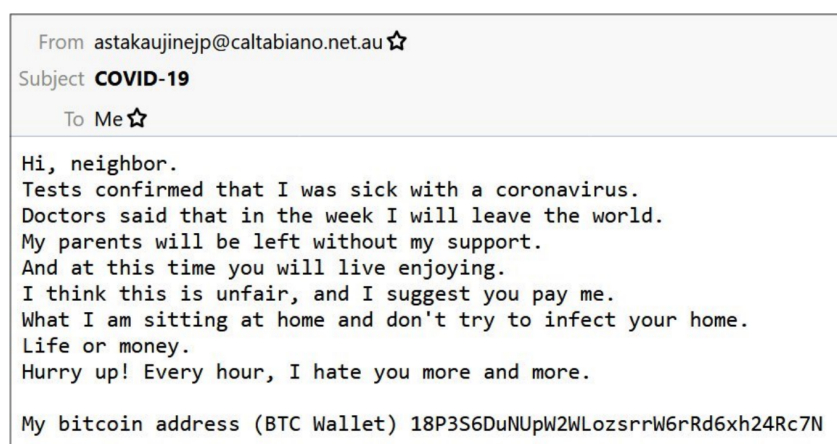 From astakaujinejp@caltabiano.net.au
Subject COVID-19
To Me
Hi, neighbor.
Tests confirmed that I was sick with a coronavirus.
Doctors said that in the week I will leave the world.
My parents will be left without my support.
And at this time you will live enjoying.
I think this is unfair, and I suggest you pay me.
What I am sitting at home and don't try to infect your home.
Life or money.
Hurry up! Every hour, I hate you more and more.
My bitcoin address (BTC Wallet) 18P3S6DuNUpW2WLozsrrW6rRd6xh24Rc7N